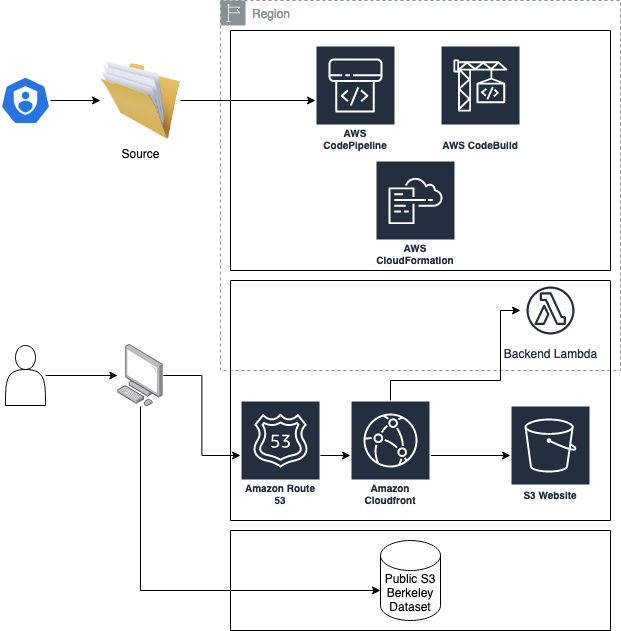 Region
AWS
CodePipeline
AWS CodeBuild
Source
AWS
CloudFormation
Backend Lambda
53
Amazon Route
53
Amazon
Cloudfront
S3 Website
Public S3
Berkeley
Dataset